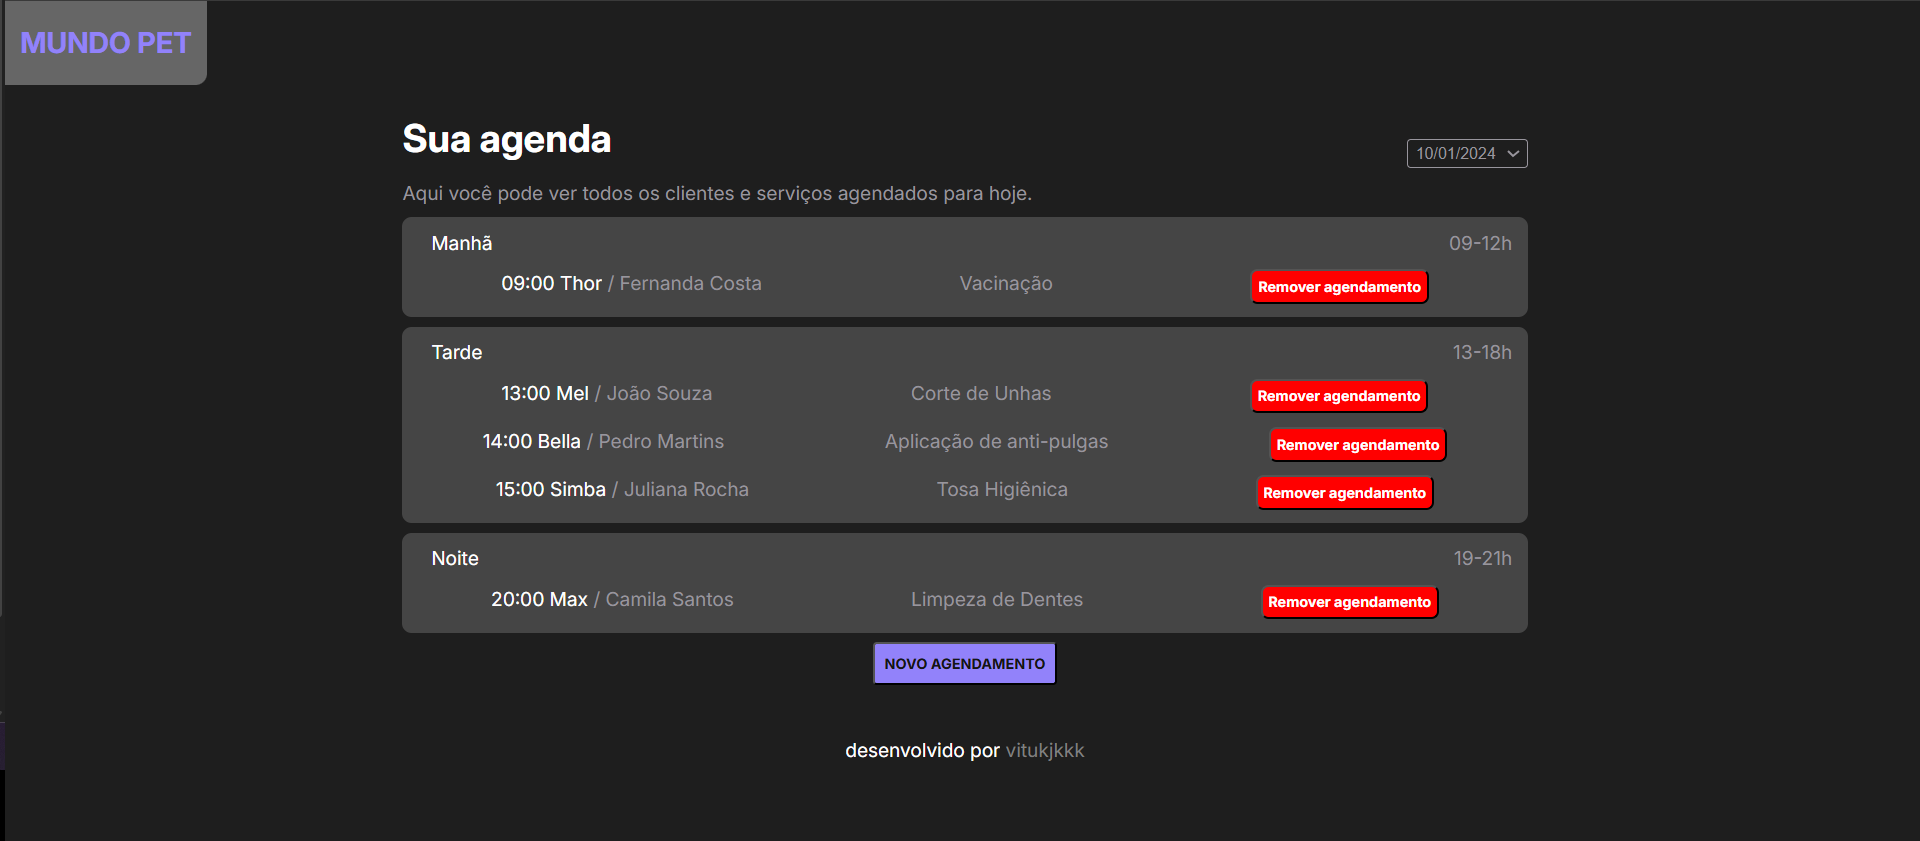 MUNDO PET
Sua agenda
10/01/2024
Aqui você pode ver todos os clientes e serviços agendados para hoje.
Manhã 09-12h
09:00 Thor / Fernanda Costa Vacinação Remover agendamento
Tarde 13-18h
13:00 Mel / João Souza Corte de Unhas Remover agendamento
14:00 Bella / Pedro Martins Aplicação de anti-pulgas Remover agendamento
15:00 Simba / Juliana Rocha Tosa Higiênica Remover agendamento
Noite 19-21h
20:00 Max / Camila Santos Limpeza de Dentes Remover agendamento
NOVO AGENDAMENTO
desenvolvido por vitukjkkk